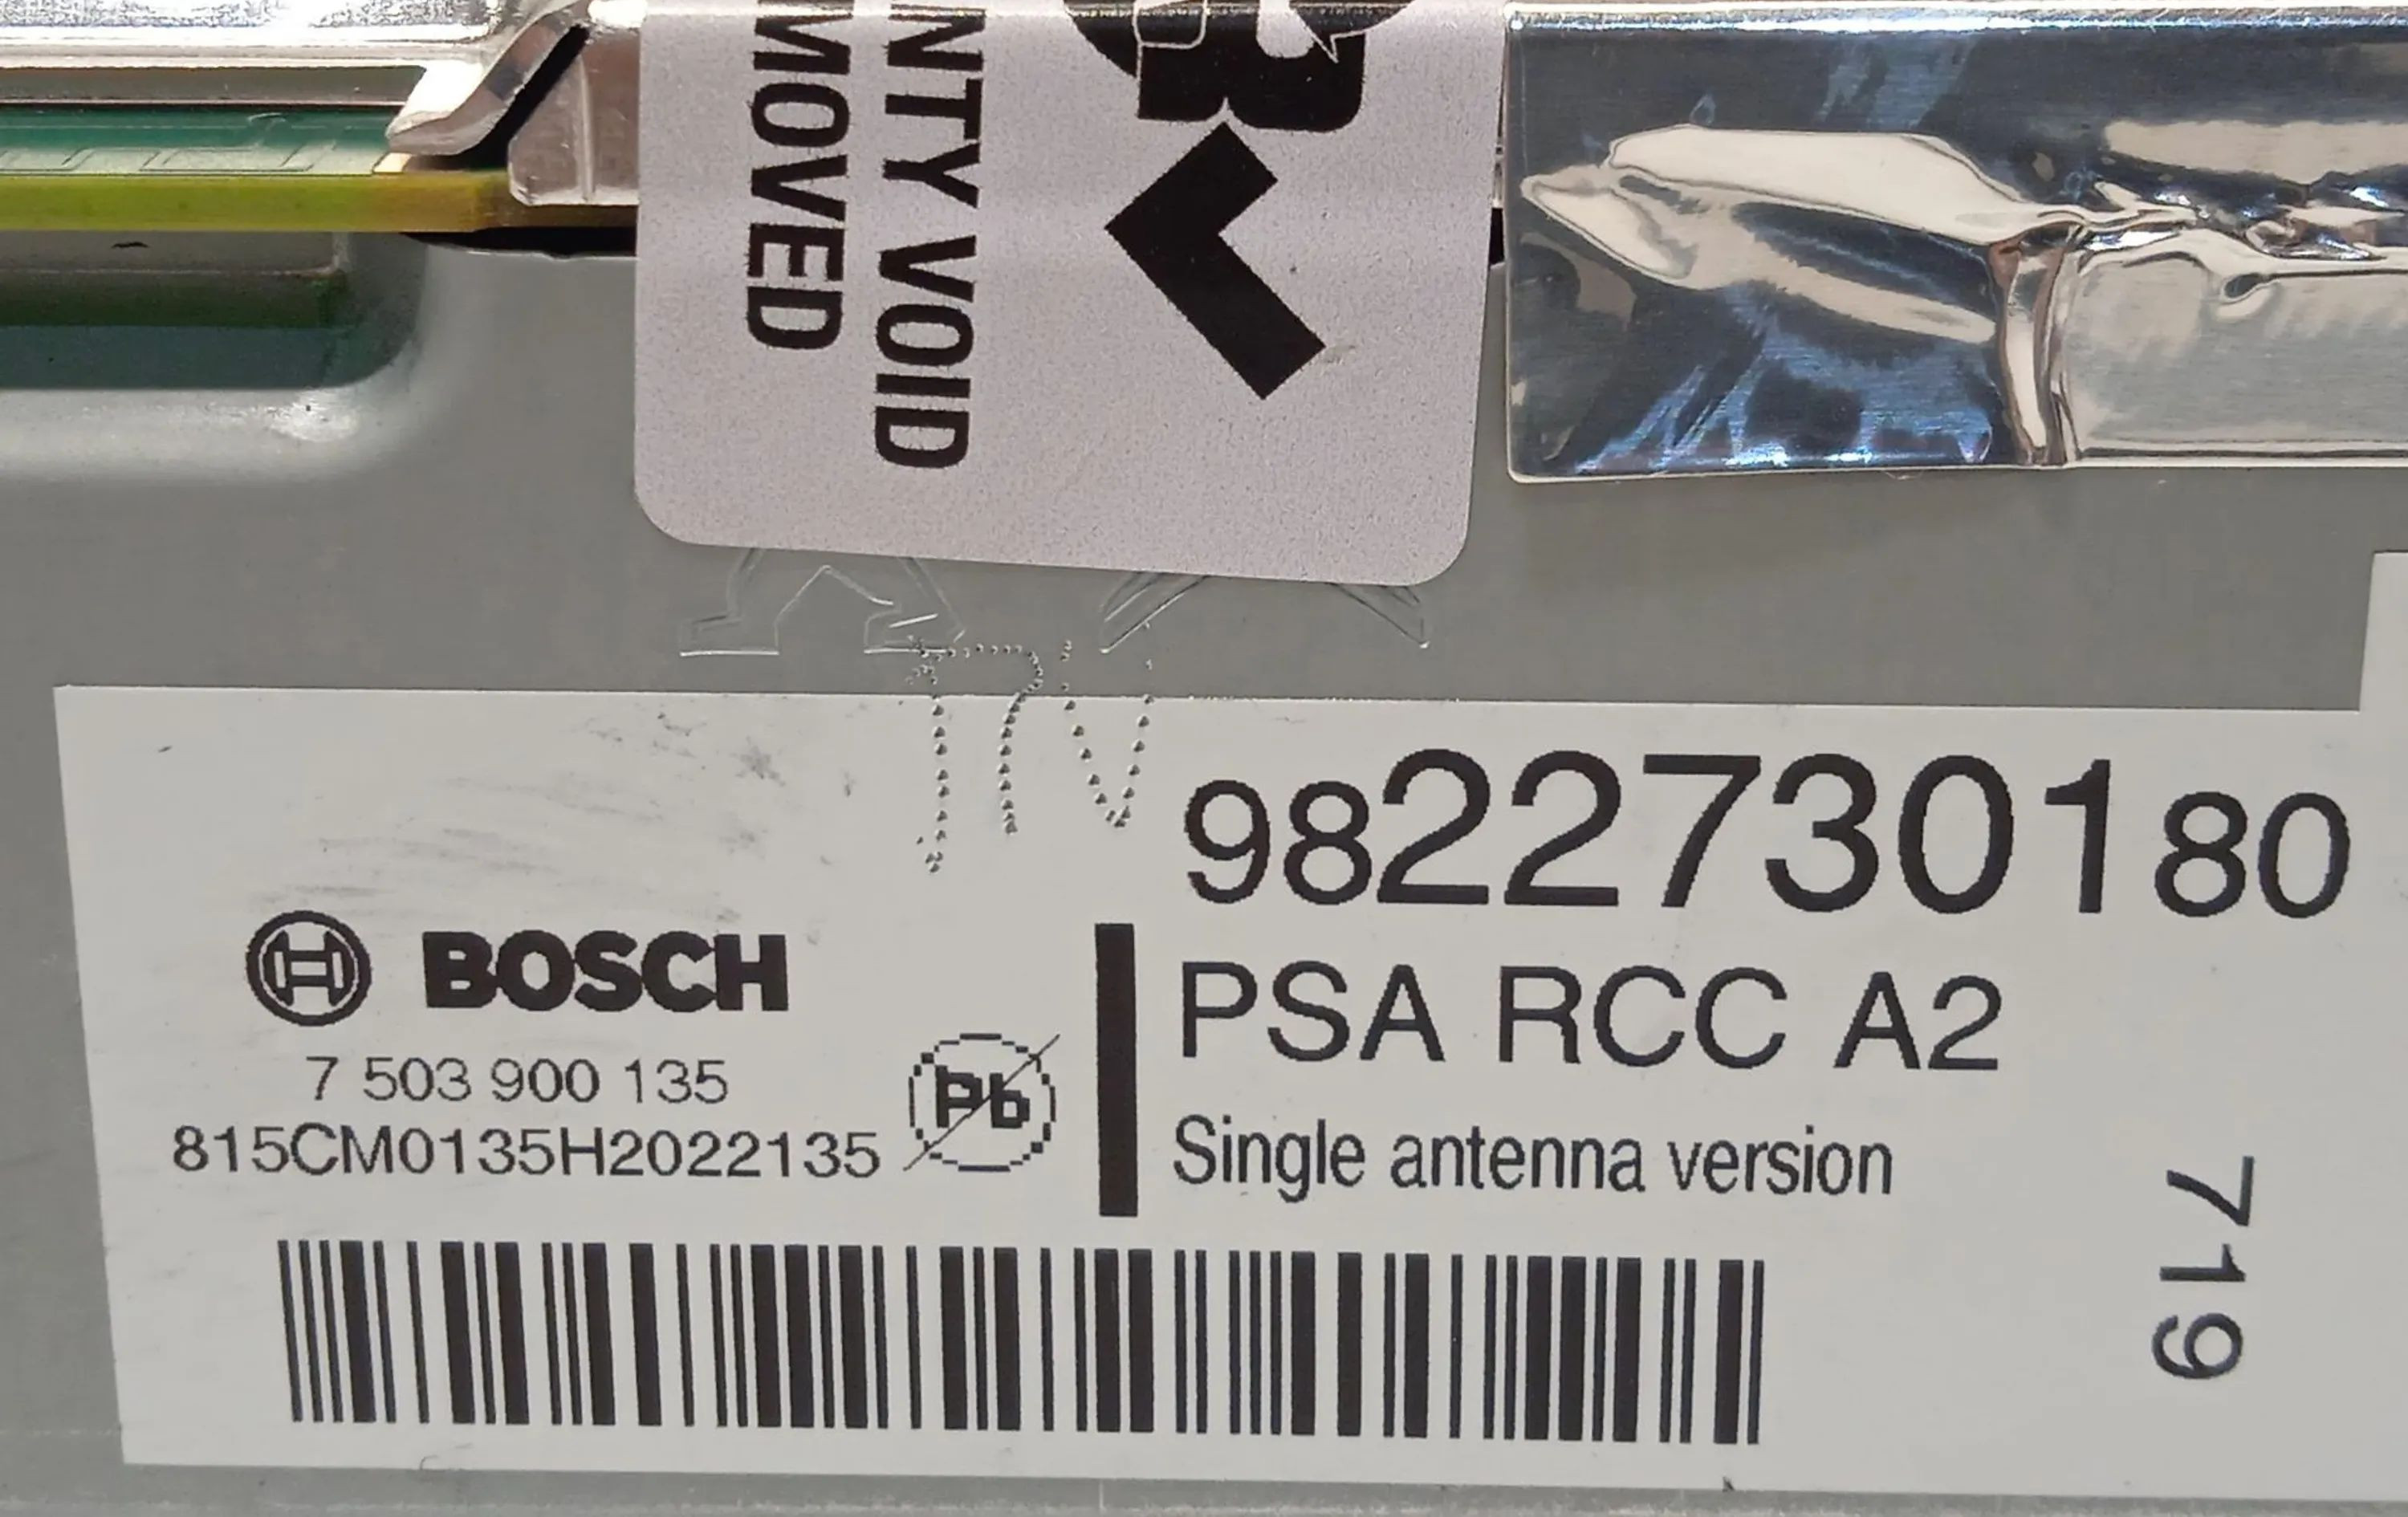 NTY VOID
MOVED
9822730180
BOSCH
PSA RCC A2
7 503 900 135
815CM0135H2022135
Pb
Single antenna version
719